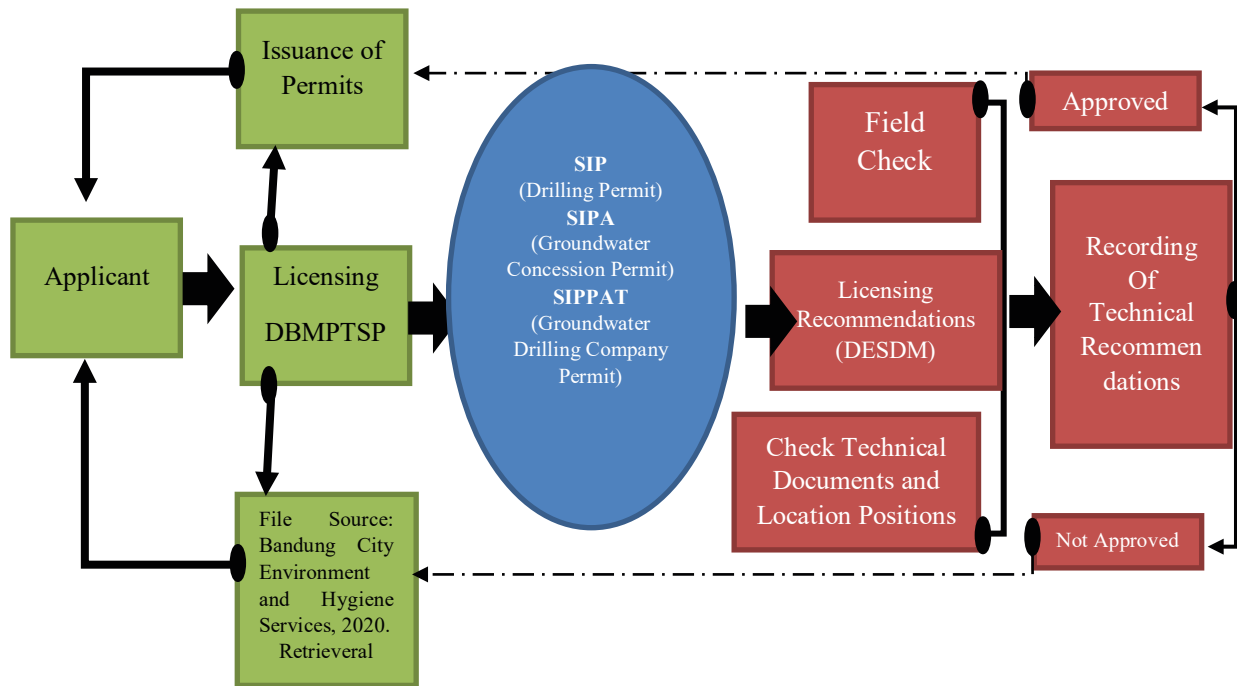 Issuance of
Permits
Applicant
Licensing
DBMPTSP
File Source:
Bandung City
Environment
and Hygiene
Services, 2020.
Retrieveral
SIP
(Drilling Permit)
SIPA
(Groundwater
Concession Permit)
SIPPAT
(Groundwater
Drilling Company
Permit)
Field
Check
Licensing
Recommendations
(DESDM)
Check Technical
Documents and
Location Positions
Approved
Recording
Of
Technical
Recommen
dations
Not Approved